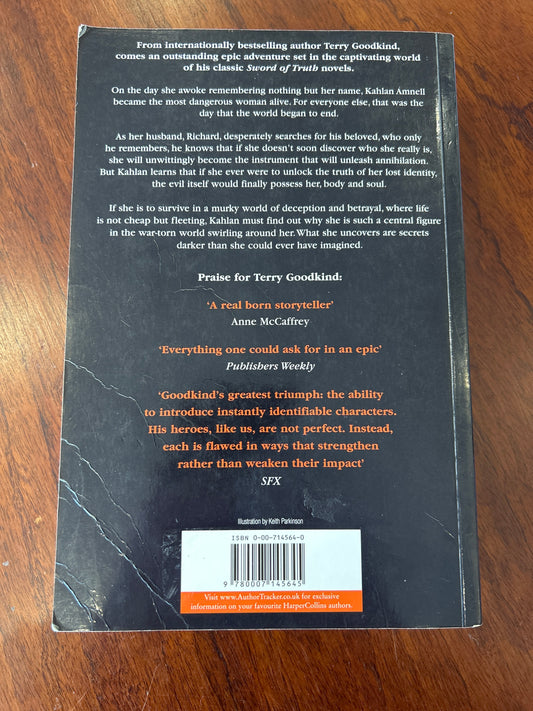 From internationally bestselling author Terry Goodkind,
comes an outstanding epic adventure set in the captivating world
of his classic Sword of Truth novels.
On the day she awoke remembering nothing but her name, Kahlan Amnell
became the most dangerous woman alive. For everyone else, that was the
day that the world began to end.
As her husband, Richard, desperately searches for his beloved, who only
he remembers, he knows that if she doesn't soon discover who she really is,
she will unwittingly become the instrument that will unleash annihilation.
But Kahlan learns that if she ever were to unlock the truth of her lost identity,
the evil itself would finally possess her, body and soul.
If she is to survive in a murky world of deception and betrayal, where life
is not cheap but fleeting, Kahlan must find out why she is such a central figure
in the war-torn world swirling around her. What she uncovers are secrets
darker than she could ever have imagined.
Praise for Terry Goodkind:
'A real born storyteller'
Anne McCaffrey
'Everything one could ask for in an epic'
Publishers Weekly
'Goodkind's greatest triumph: the ability
to introduce instantly identifiable characters.
His heroes, like us, are not perfect. Instead,
each is flawed in ways that strengthen
rather than weaken their impact'
SFX
Illustration by Keith Parkinson
ISBN 0-00-714564-0
9 780007 145645
Visit www.AuthorTracker.co.uk for exclusive
information on your favourite HarperCollins authors.